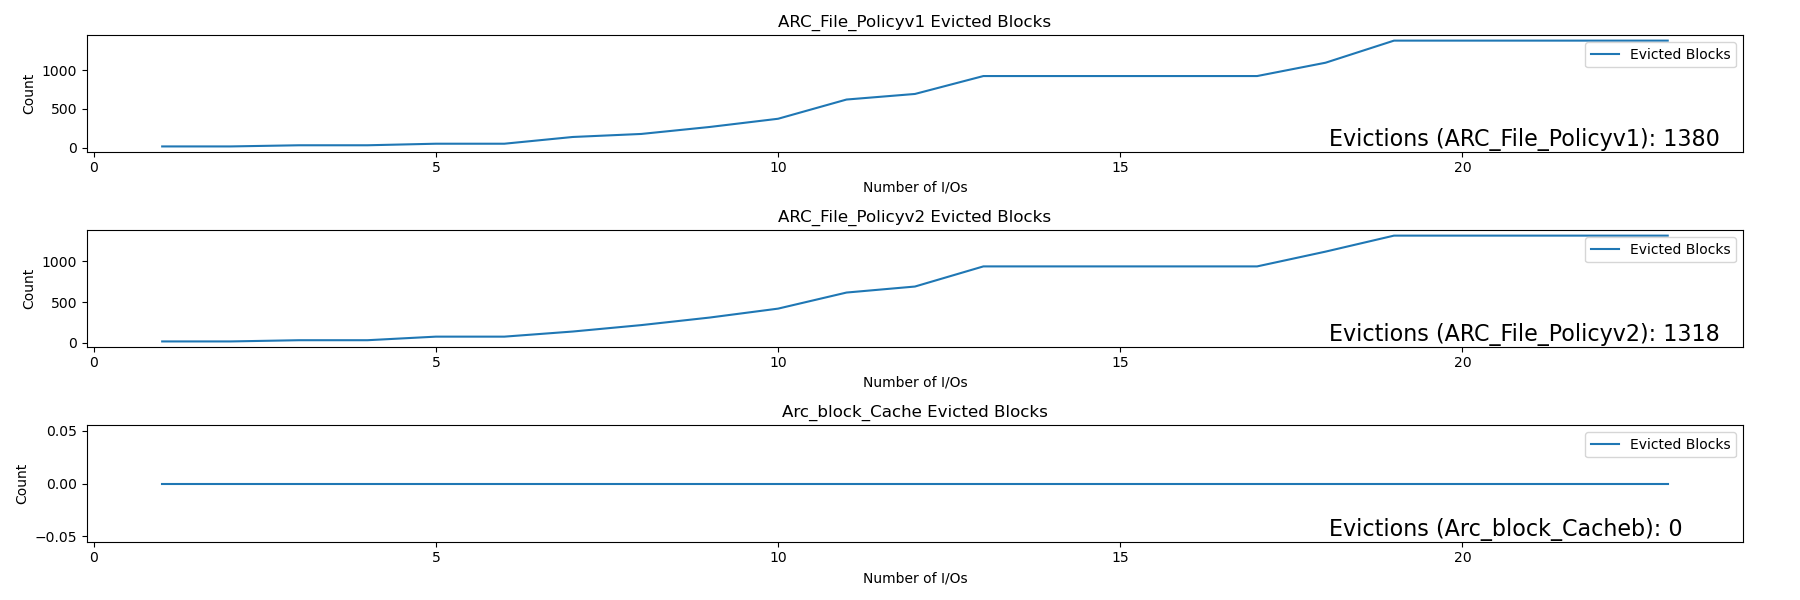 ARC_File_Policyv1 Evicted Blocks
Count
1000
500
0
Evicted Blocks
Evictions (ARC_File_Policyv1): 1380
0 5 10 15 20
Number of I/Os
ARC_File_Policyv2 Evicted Blocks
Count
1000
500
0
Evicted Blocks
Evictions (ARC_File_Policyv2): 1318
0 5 10 15 20
Number of I/Os
Arc_block_Cache Evicted Blocks
Count
0.05
0.00
−0.05
Evicted Blocks
Evictions (Arc_block_Cacheb): 0
0 5 10 15 20
Number of I/Os